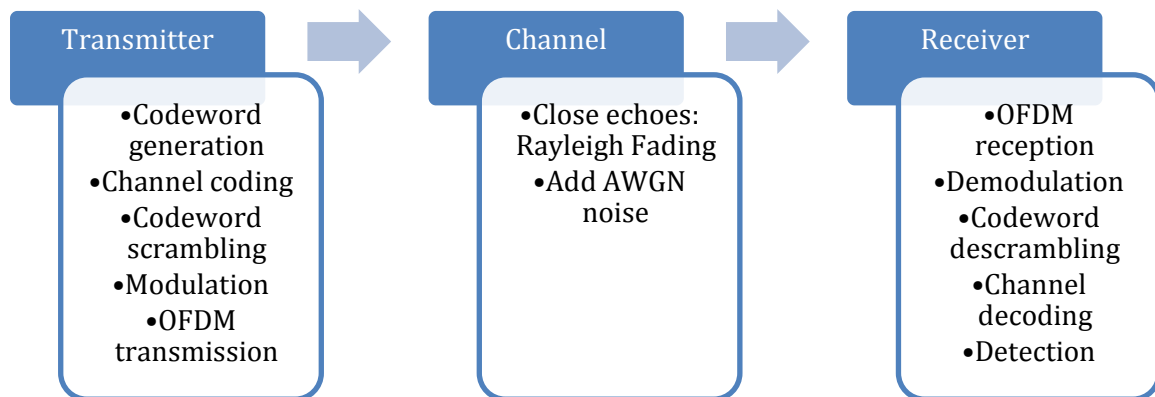 Transmitter
•Codeword
generation
•Channel coding
•Codeword
scrambling
•Modulation
•OFDM
transmission
Channel
•Close echoes:
Rayleigh Fading
•Add AWGN
noise
Receiver
•OFDM
reception
•Demodulation
•Codeword
descrambling
•Channel
decoding
•Detection